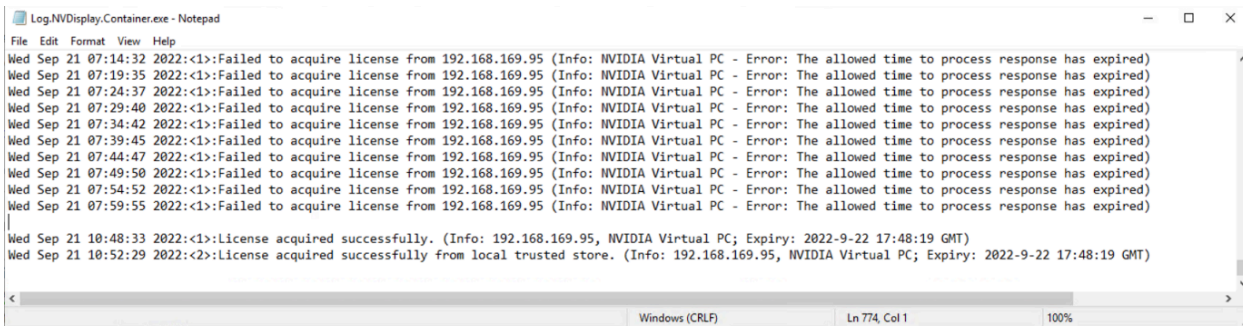 Log.NVDisplay.Container.exe - Notepad
File Edit Format View Help
Wed Sep 21 07:14:32 2022:<1>:Failed to acquire license from 192.168.169.95 (Info: NVIDIA Virtual PC - Error: The allowed time to process response has expired)
Wed Sep 21 07:19:35 2022:<1>:Failed to acquire license from 192.168.169.95 (Info: NVIDIA Virtual PC - Error: The allowed time to process response has expired)
Wed Sep 21 07:24:37 2022:<1>:Failed to acquire license from 192.168.169.95 (Info: NVIDIA Virtual PC - Error: The allowed time to process response has expired)
Wed Sep 21 07:29:40 2022:<1>:Failed to acquire license from 192.168.169.95 (Info: NVIDIA Virtual PC - Error: The allowed time to process response has expired)
Wed Sep 21 07:34:42 2022:<1>:Failed to acquire license from 192.168.169.95 (Info: NVIDIA Virtual PC - Error: The allowed time to process response has expired)
Wed Sep 21 07:39:45 2022:<1>:Failed to acquire license from 192.168.169.95 (Info: NVIDIA Virtual PC - Error: The allowed time to process response has expired)
Wed Sep 21 07:44:47 2022:<1>:Failed to acquire license from 192.168.169.95 (Info: NVIDIA Virtual PC - Error: The allowed time to process response has expired)
Wed Sep 21 07:49:50 2022:<1>:Failed to acquire license from 192.168.169.95 (Info: NVIDIA Virtual PC - Error: The allowed time to process response has expired)
Wed Sep 21 07:54:52 2022:<1>:Failed to acquire license from 192.168.169.95 (Info: NVIDIA Virtual PC - Error: The allowed time to process response has expired)
Wed Sep 21 07:59:55 2022:<1>:Failed to acquire license from 192.168.169.95 (Info: NVIDIA Virtual PC - Error: The allowed time to process response has expired)
Wed Sep 21 10:48:33 2022:<1>:License acquired successfully. (Info: 192.168.169.95, NVIDIA Virtual PC; Expiry: 2022-9-22 17:48:19 GMT)
Wed Sep 21 10:52:29 2022:<2>:License acquired successfully from local trusted store. (Info: 192.168.169.95, NVIDIA Virtual PC; Expiry: 2022-9-22 17:48:19 GMT)
Windows (CRLF) Ln 774, Col 1 100%